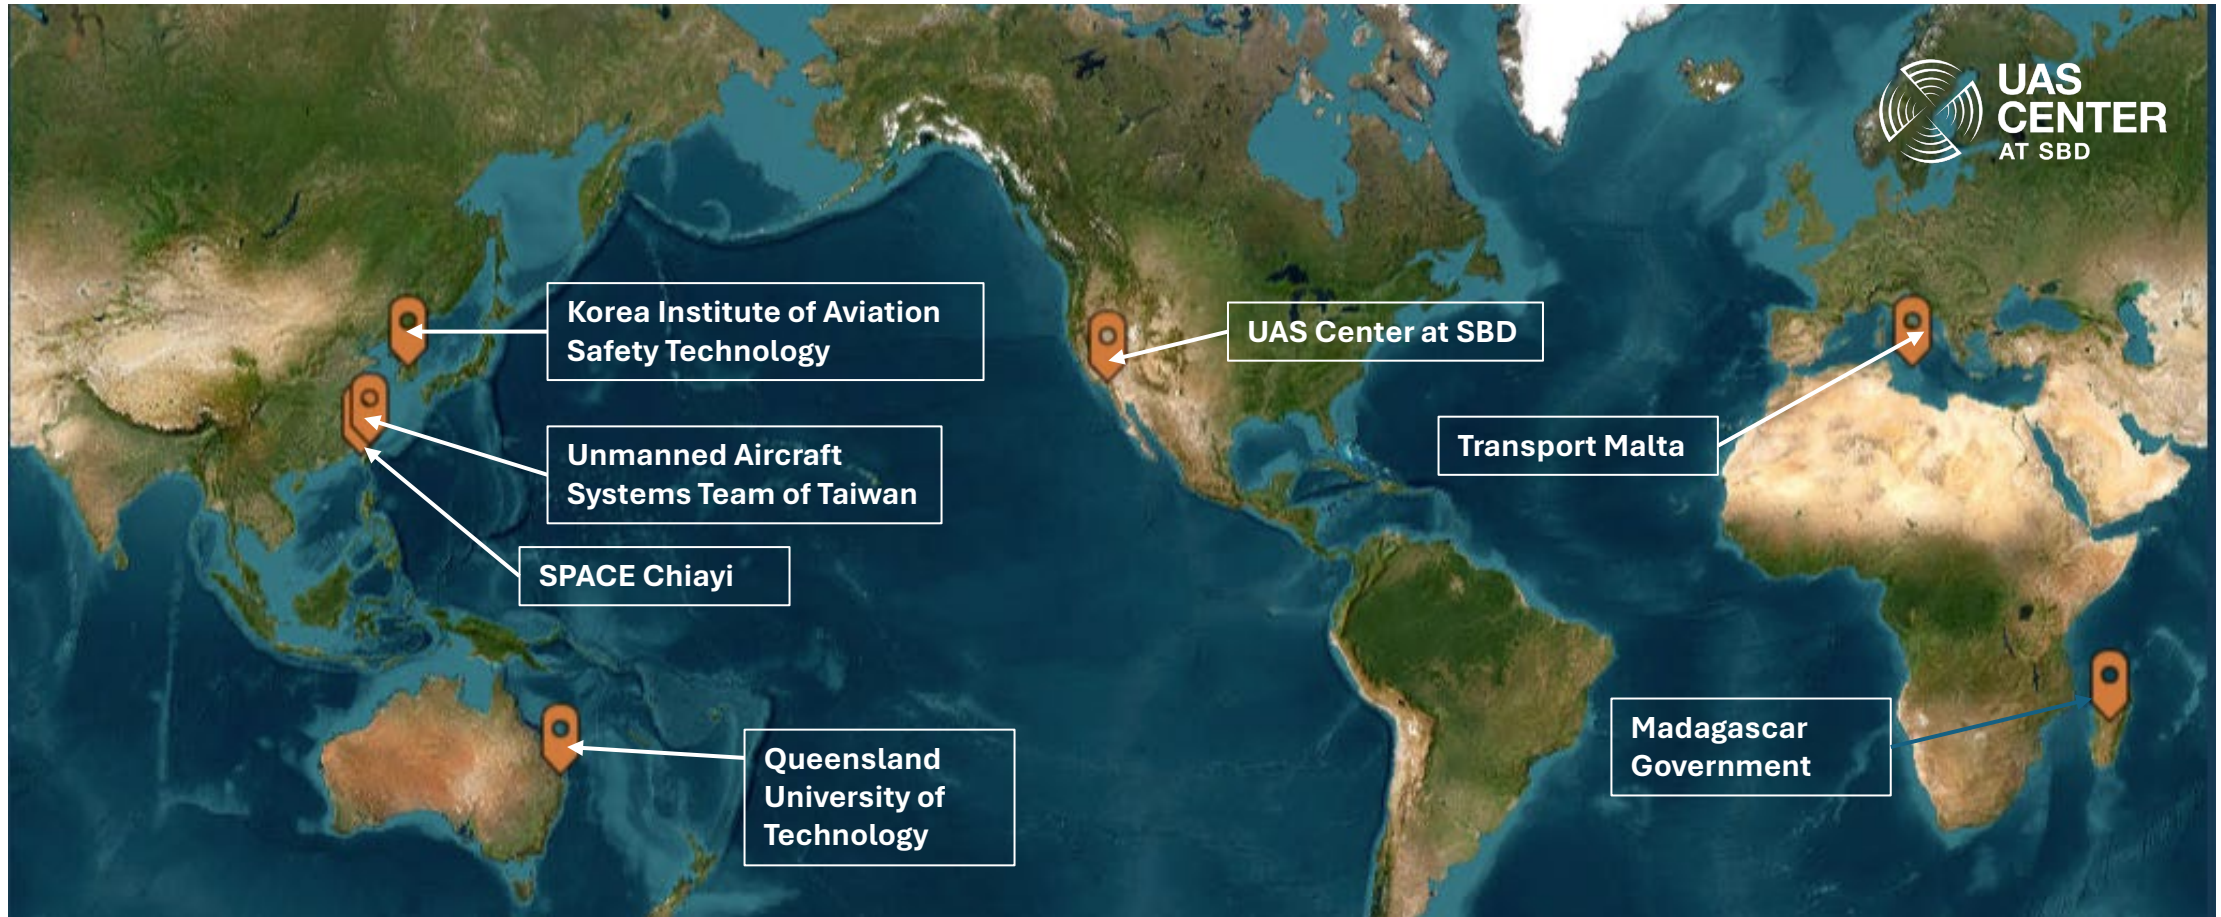 UAS
CENTER
AT SBD
Korea Institute of Aviation
Safety Technology
UAS Center at SBD
Unmanned Aircraft
Systems Team of Taiwan
Transport Malta
SPACE Chiayi
Queensland
University of
Technology
Madagascar
Government